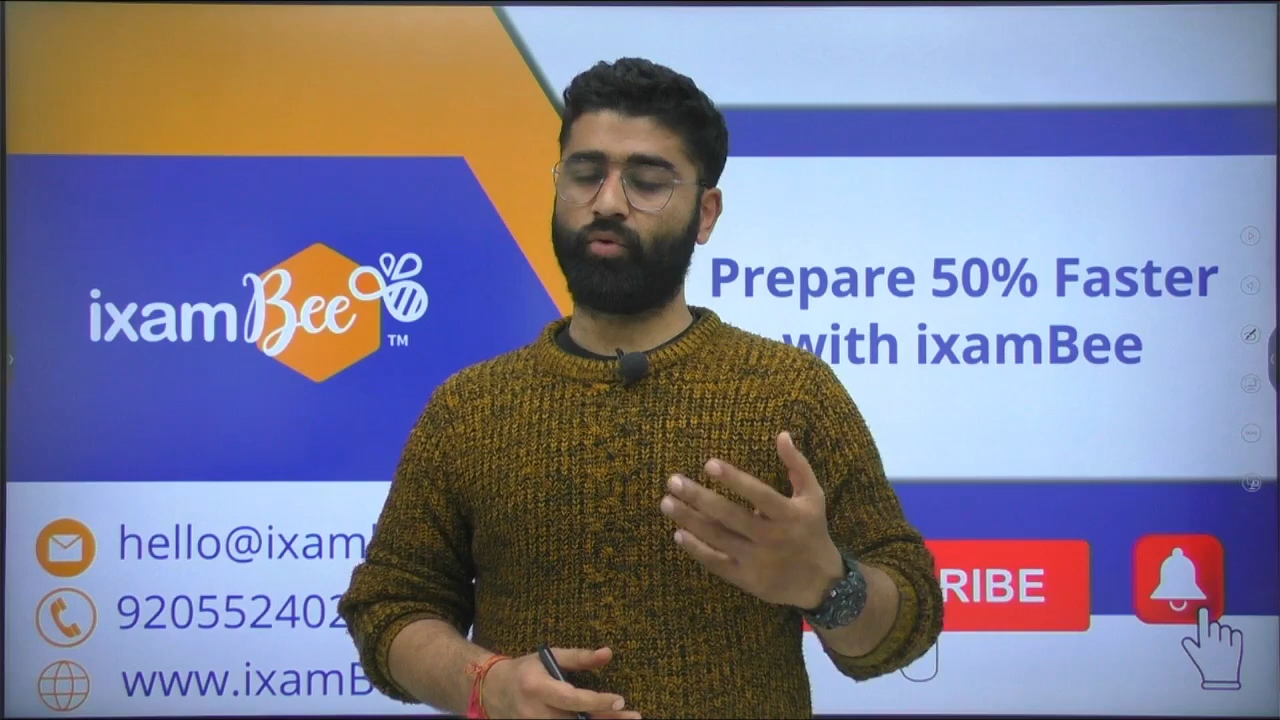 ixamBee TM
Prepare 50% Faster
with ixamBee
hello@ixam
920552402
www.ixamB
RIBE